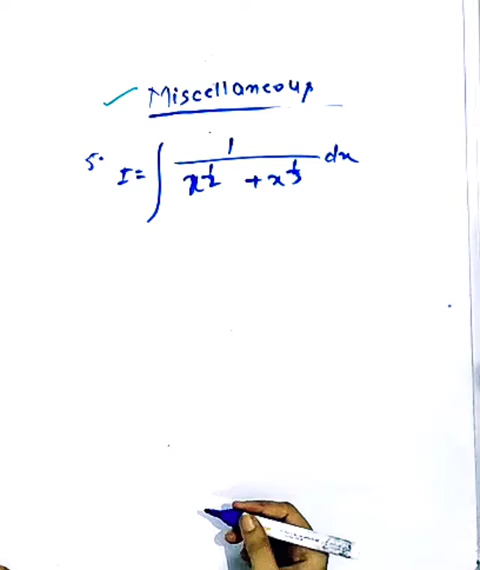 ✓ Miscellaneous
5. I = ∫ 1 / (x^(1/2) + x^(1/3)) dx